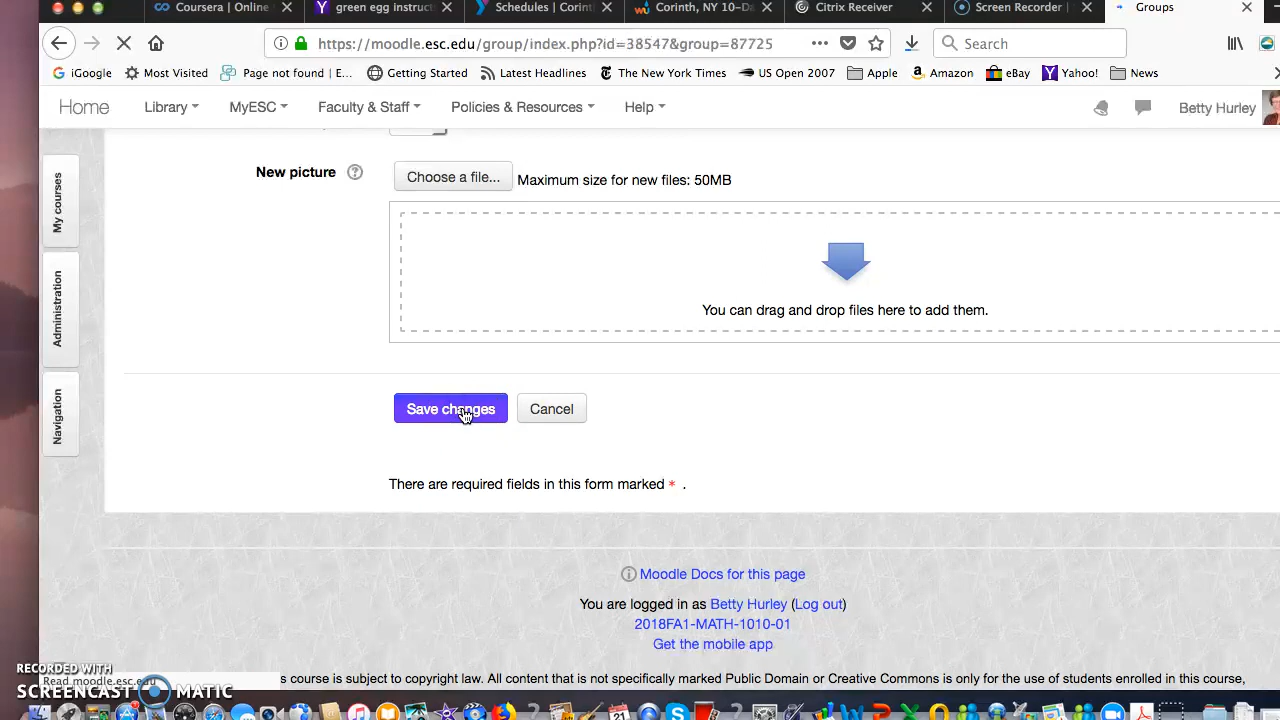 Coursera | Online
green egg instruct
Schedules | Corinth
Corinth, NY 10-Da
Citrix Receiver
Screen Recorder
Groups
https://moodle.esc.edu/group/index.php?id=38547&group=87725
Search
iGoogle
Most Visited
Page not found | E...
Getting Started
Latest Headlines
The New York Times
US Open 2007
Apple
Amazon
eBay
Yahoo!
News
Home
Library
MyESC
Faculty & Staff
Policies & Resources
Help
Betty Hurley
My courses
Administration
Navigation
New picture
Choose a file...
Maximum size for new files: 50MB
You can drag and drop files here to add them.
Save changes
Cancel
There are required fields in this form marked * .
Moodle Docs for this page
You are logged in as Betty Hurley (Log out)
2018FA1-MATH-1010-01
Get the mobile app
RECORDED WITH
Read moodle.esc.edu
s course is subject to copyright law. All content that is not specifically marked Public Domain or Creative Commons is only for the use of students enrolled in this course,
SCREENCAST MATIC